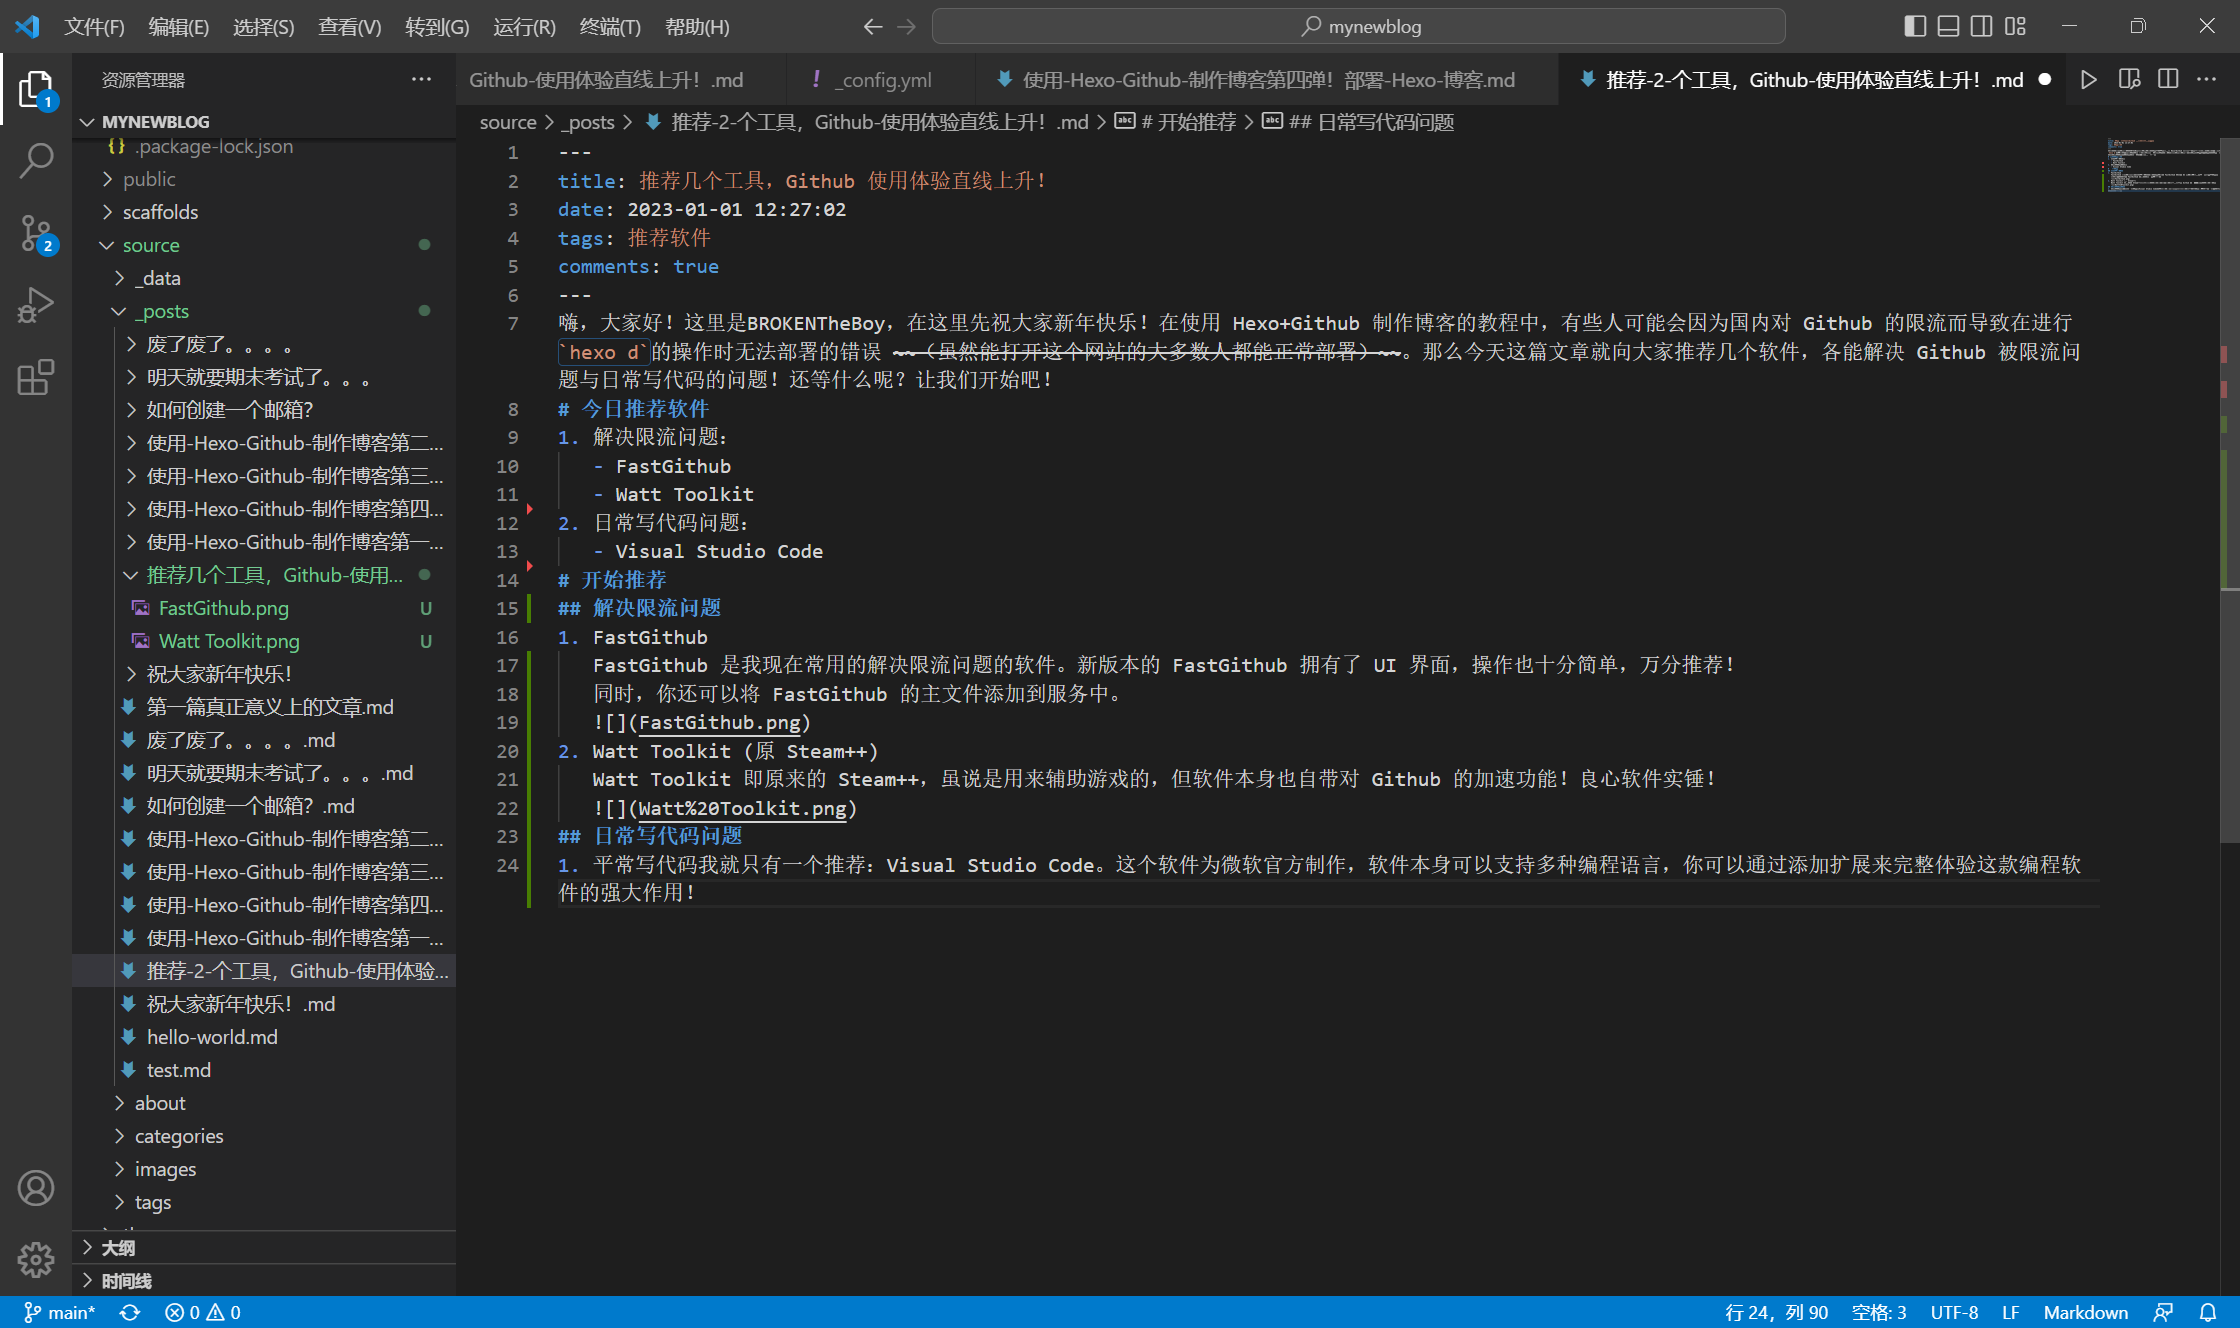 文件(F) 编辑(E) 选择(S) 查看(V) 转到(G) 运行(R) 终端(T) 帮助(H)
mynewblog
资源管理器
MYNEWBLOG
.package-lock.json
public
scaffolds
source
_data
_posts
废了废了。。。。
明天就要期末考试了。。。
如何创建一个邮箱？
使用-Hexo-Github-制作博客第二...
使用-Hexo-Github-制作博客第三...
使用-Hexo-Github-制作博客第四...
使用-Hexo-Github-制作博客第一...
推荐几个工具，Github-使用...
FastGithub.png U
Watt Toolkit.png U
祝大家新年快乐！
第一篇真正意义上的文章.md
废了废了。。。。.md
明天就要期末考试了。。。.md
如何创建一个邮箱？.md
使用-Hexo-Github-制作博客第二...
使用-Hexo-Github-制作博客第三...
使用-Hexo-Github-制作博客第四...
使用-Hexo-Github-制作博客第一...
推荐-2-个工具，Github-使用体验...
祝大家新年快乐！.md
hello-world.md
test.md
about
categories
images
tags
大纲
时间线
1
2
Github-使用体验直线上升！.md
! _config.yml
使用-Hexo-Github-制作博客第四弹！部署-Hexo-博客.md
推荐-2-个工具，Github-使用体验直线上升！.md
source > _posts > 推荐-2-个工具，Github-使用体验直线上升！.md > # 开始推荐 > ## 日常写代码问题
1 ---
2 title: 推荐几个工具，Github 使用体验直线上升！
3 date: 2023-01-01 12:27:02
4 tags: 推荐软件
5 comments: true
6 ---
7 嗨，大家好！这里是BROKENTheBoy，在这里先祝大家新年快乐！在使用 Hexo+Github 制作博客的教程中，有些人可能会因为国内对 Github 的限流而导致在进行
`hexo d`的操作时无法部署的错误 ~~（虽然能打开这个网站的大多数人都能正常部署）~~。那么今天这篇文章就向大家推荐几个软件，各能解决 Github 被限流问
题与日常写代码的问题！还等什么呢？让我们开始吧！
8 # 今日推荐软件
9 1. 解决限流问题：
10 - FastGithub
11 - Watt Toolkit
12 2. 日常写代码问题：
13 - Visual Studio Code
14 # 开始推荐
15 ## 解决限流问题
16 1. FastGithub
17 FastGithub 是我现在常用的解决限流问题的软件。新版本的 FastGithub 拥有了 UI 界面，操作也十分简单，万分推荐！
18 同时，你还可以将 FastGithub 的主文件添加到服务中。
19 ![](FastGithub.png)
20 2. Watt Toolkit (原 Steam++)
21 Watt Toolkit 即原来的 Steam++，虽说是用来辅助游戏的，但软件本身也自带对 Github 的加速功能！良心软件实锤！
22 ![](Watt%20Toolkit.png)
23 ## 日常写代码问题
24 1. 平常写代码我就只有一个推荐：Visual Studio Code。这个软件为微软官方制作，软件本身可以支持多种编程语言，你可以通过添加扩展来完整体验这款编程软
件的强大作用！
main* 0 0 行 24，列 90 空格: 3 UTF-8 LF Markdown